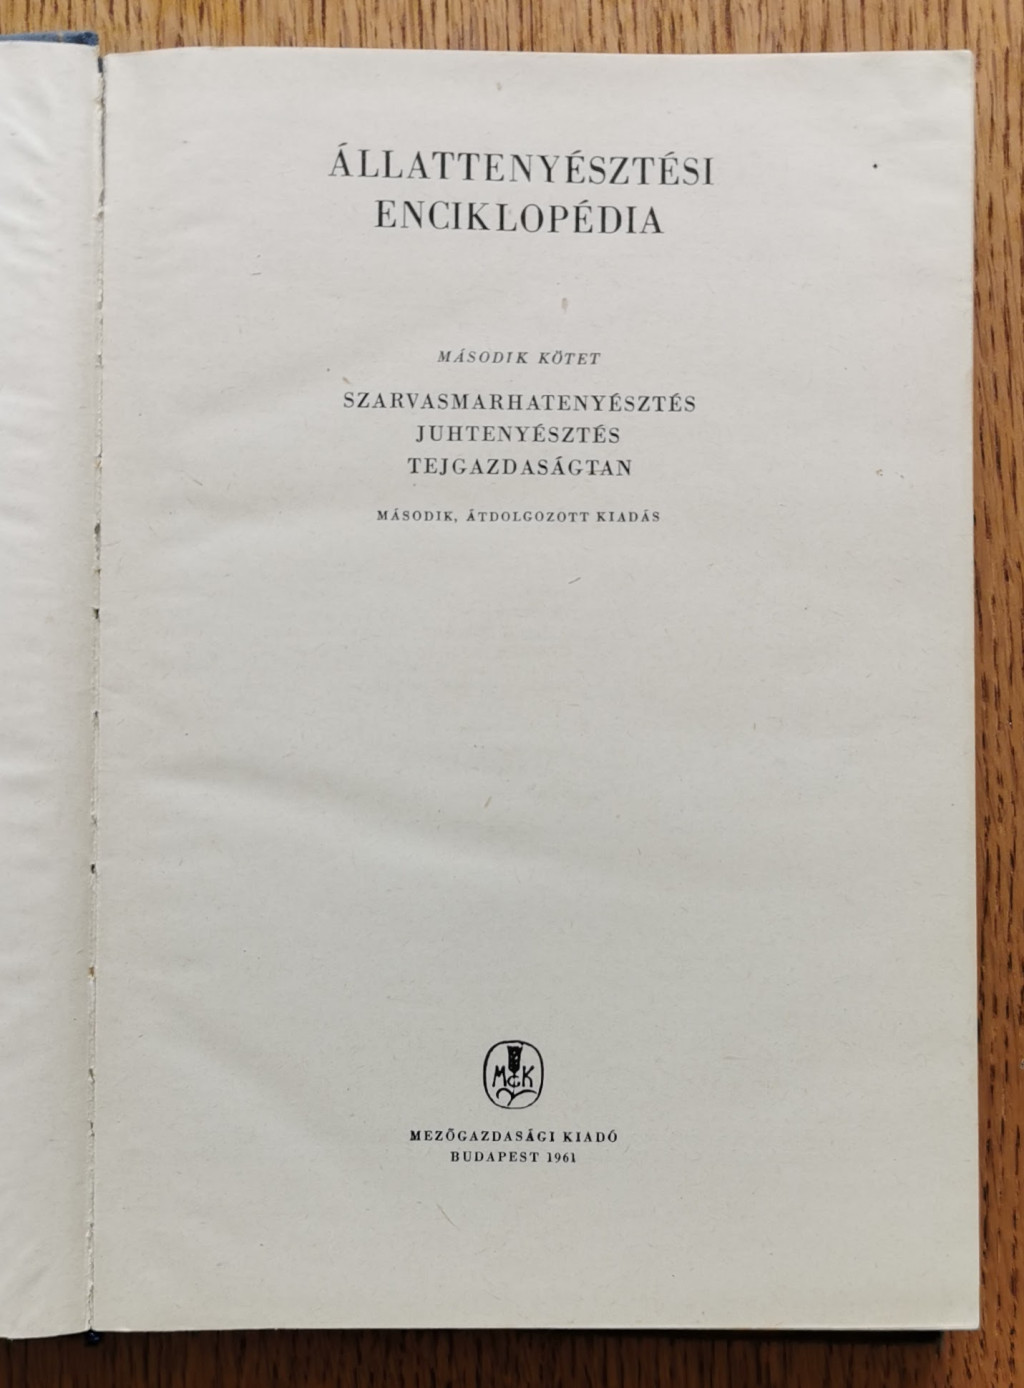 ÁLLATTENYÉSZTÉSI
ENCIKLOPÉDIA
MÁSODIK KÖTET
SZARVASMARHATENYÉSZTÉS
JUHTENYÉSZTÉS
TEJGAZDASÁGTAN
MÁSODIK, ÁTDOLGOZOTT KIADÁS
MGK
MEZŐGAZDASÁGI KIADÓ
BUDAPEST 1961